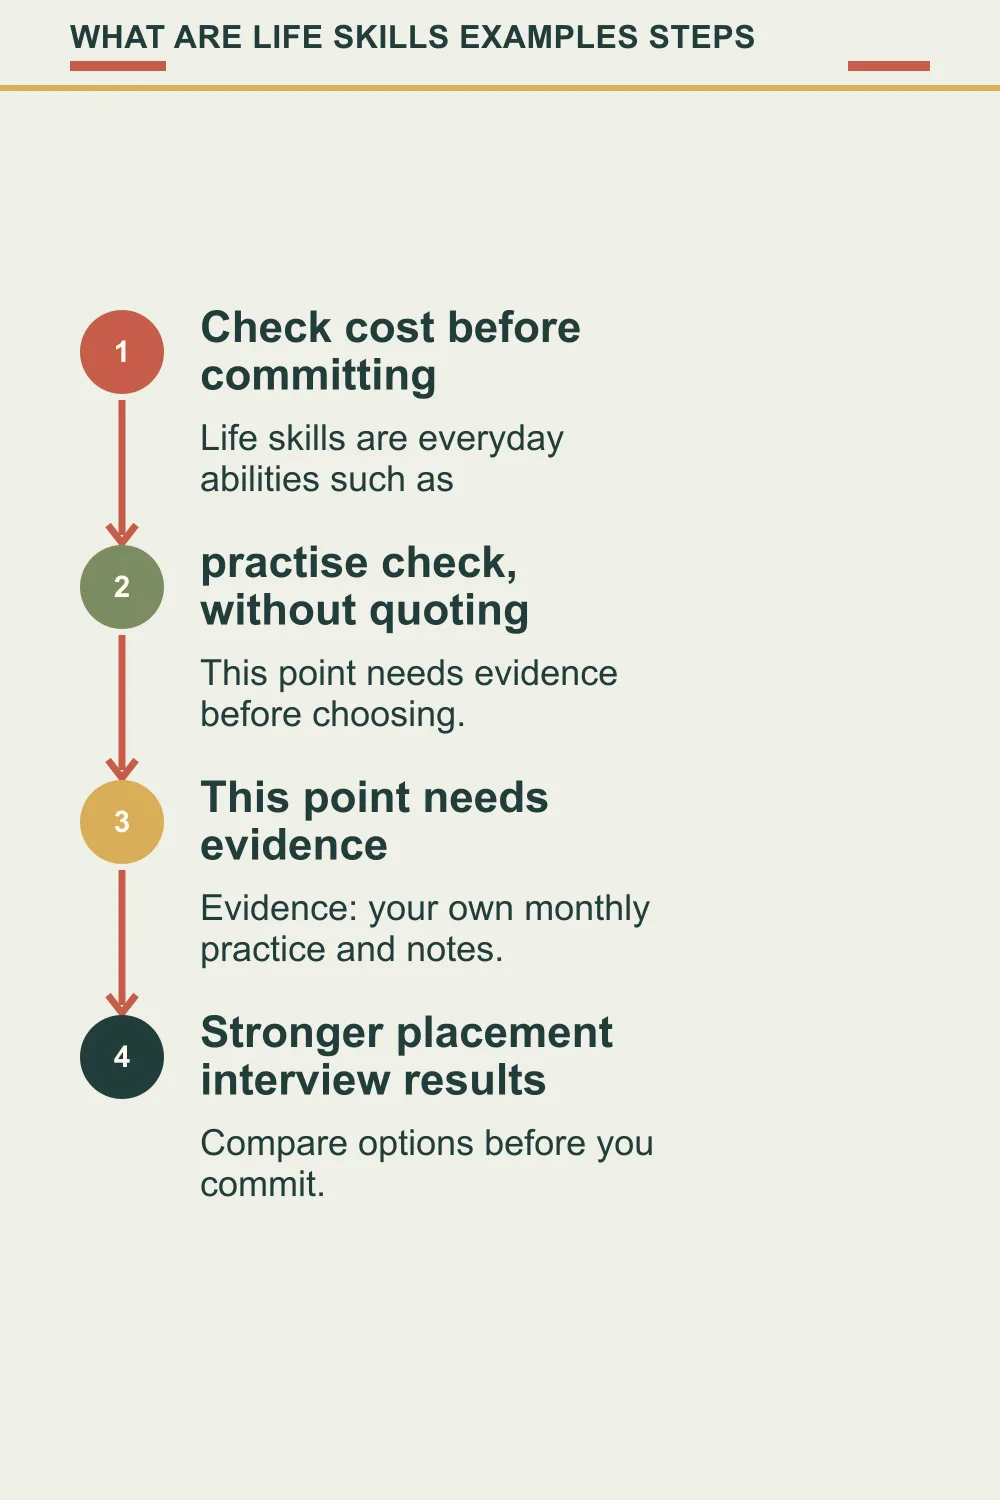 WHAT ARE LIFE SKILLS EXAMPLES STEPS
1
Check cost before
committing
Life skills are everyday
abilities such as
2
practise check,
without quoting
This point needs evidence
before choosing.
3
This point needs
evidence
Evidence: your own monthly
practice and notes.
4
Stronger placement
interview results
Compare options before you
commit.